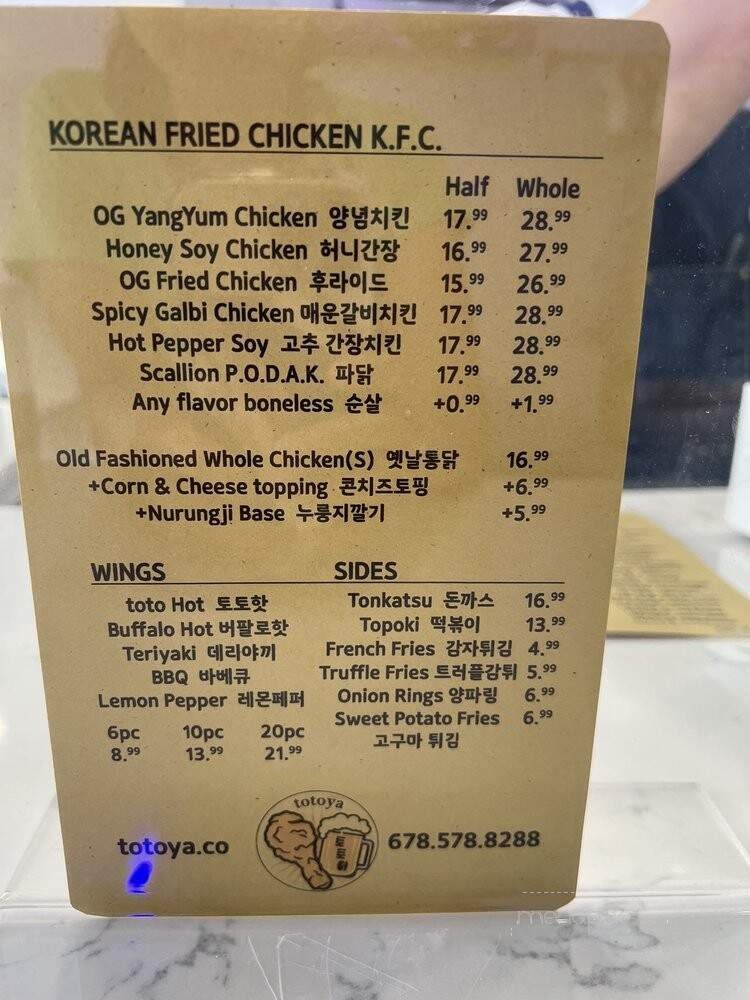 KOREAN FRIED CHICKEN K.F.C.
Half Whole
OG YangYum Chicken 양념치킨 17.99 28.99
Honey Soy Chicken 허니간장 16.99 27.99
OG Fried Chicken 후라이드 15.99 26.99
Spicy Galbi Chicken 매운갈비치킨 17.99 28.99
Hot Pepper Soy 고추 간장치킨 17.99 28.99
Scallion P.O.D.A.K. 파닭 17.99 28.99
Any flavor boneless 순살 +0.99 +1.99
Old Fashioned Whole Chicken(S) 옛날통닭 16.99
+Corn & Cheese topping 콘치즈토핑 +6.99
+Nurungji Base 누룽지깔기 +5.99
WINGS
toto Hot 토토핫
Buffalo Hot 버팔로핫
Teriyaki 데리야끼
BBQ 바베큐
Lemon Pepper 레몬페퍼
6pc 10pc 20pc
8.99 13.99 21.99
SIDES
Tonkatsu 돈까스 16.99
Topoki 떡볶이 13.99
French Fries 감자튀김 4.99
Truffle Fries 트러플감튀 5.99
Onion Rings 양파링 6.99
Sweet Potato Fries 6.99
고구마 튀김
totoya.co
totoya
토토야
678.578.8288